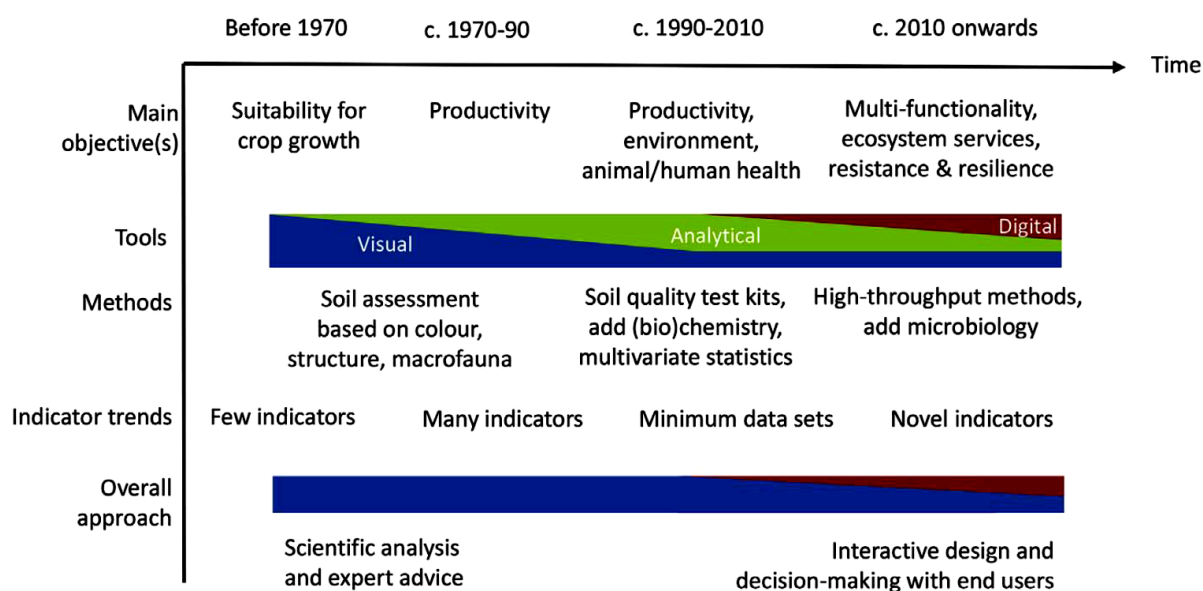 Before 1970 c. 1970-90 c. 1990-2010 c. 2010 onwards
Time
Main
objective(s)
Suitability for
crop growth
Productivity
Productivity,
environment,
animal/human health
Multi-functionality,
ecosystem services,
resistance & resilience
Tools
Visual
Analytical
Digital
Methods
Soil assessment
based on colour,
structure, macrofauna
Soil quality test kits,
add (bio)chemistry,
multivariate statistics
High-throughput methods,
add microbiology
Indicator trends
Few indicators
Many indicators
Minimum data sets
Novel indicators
Overall
approach
Scientific analysis
and expert advice
Interactive design and
decision-making with end users